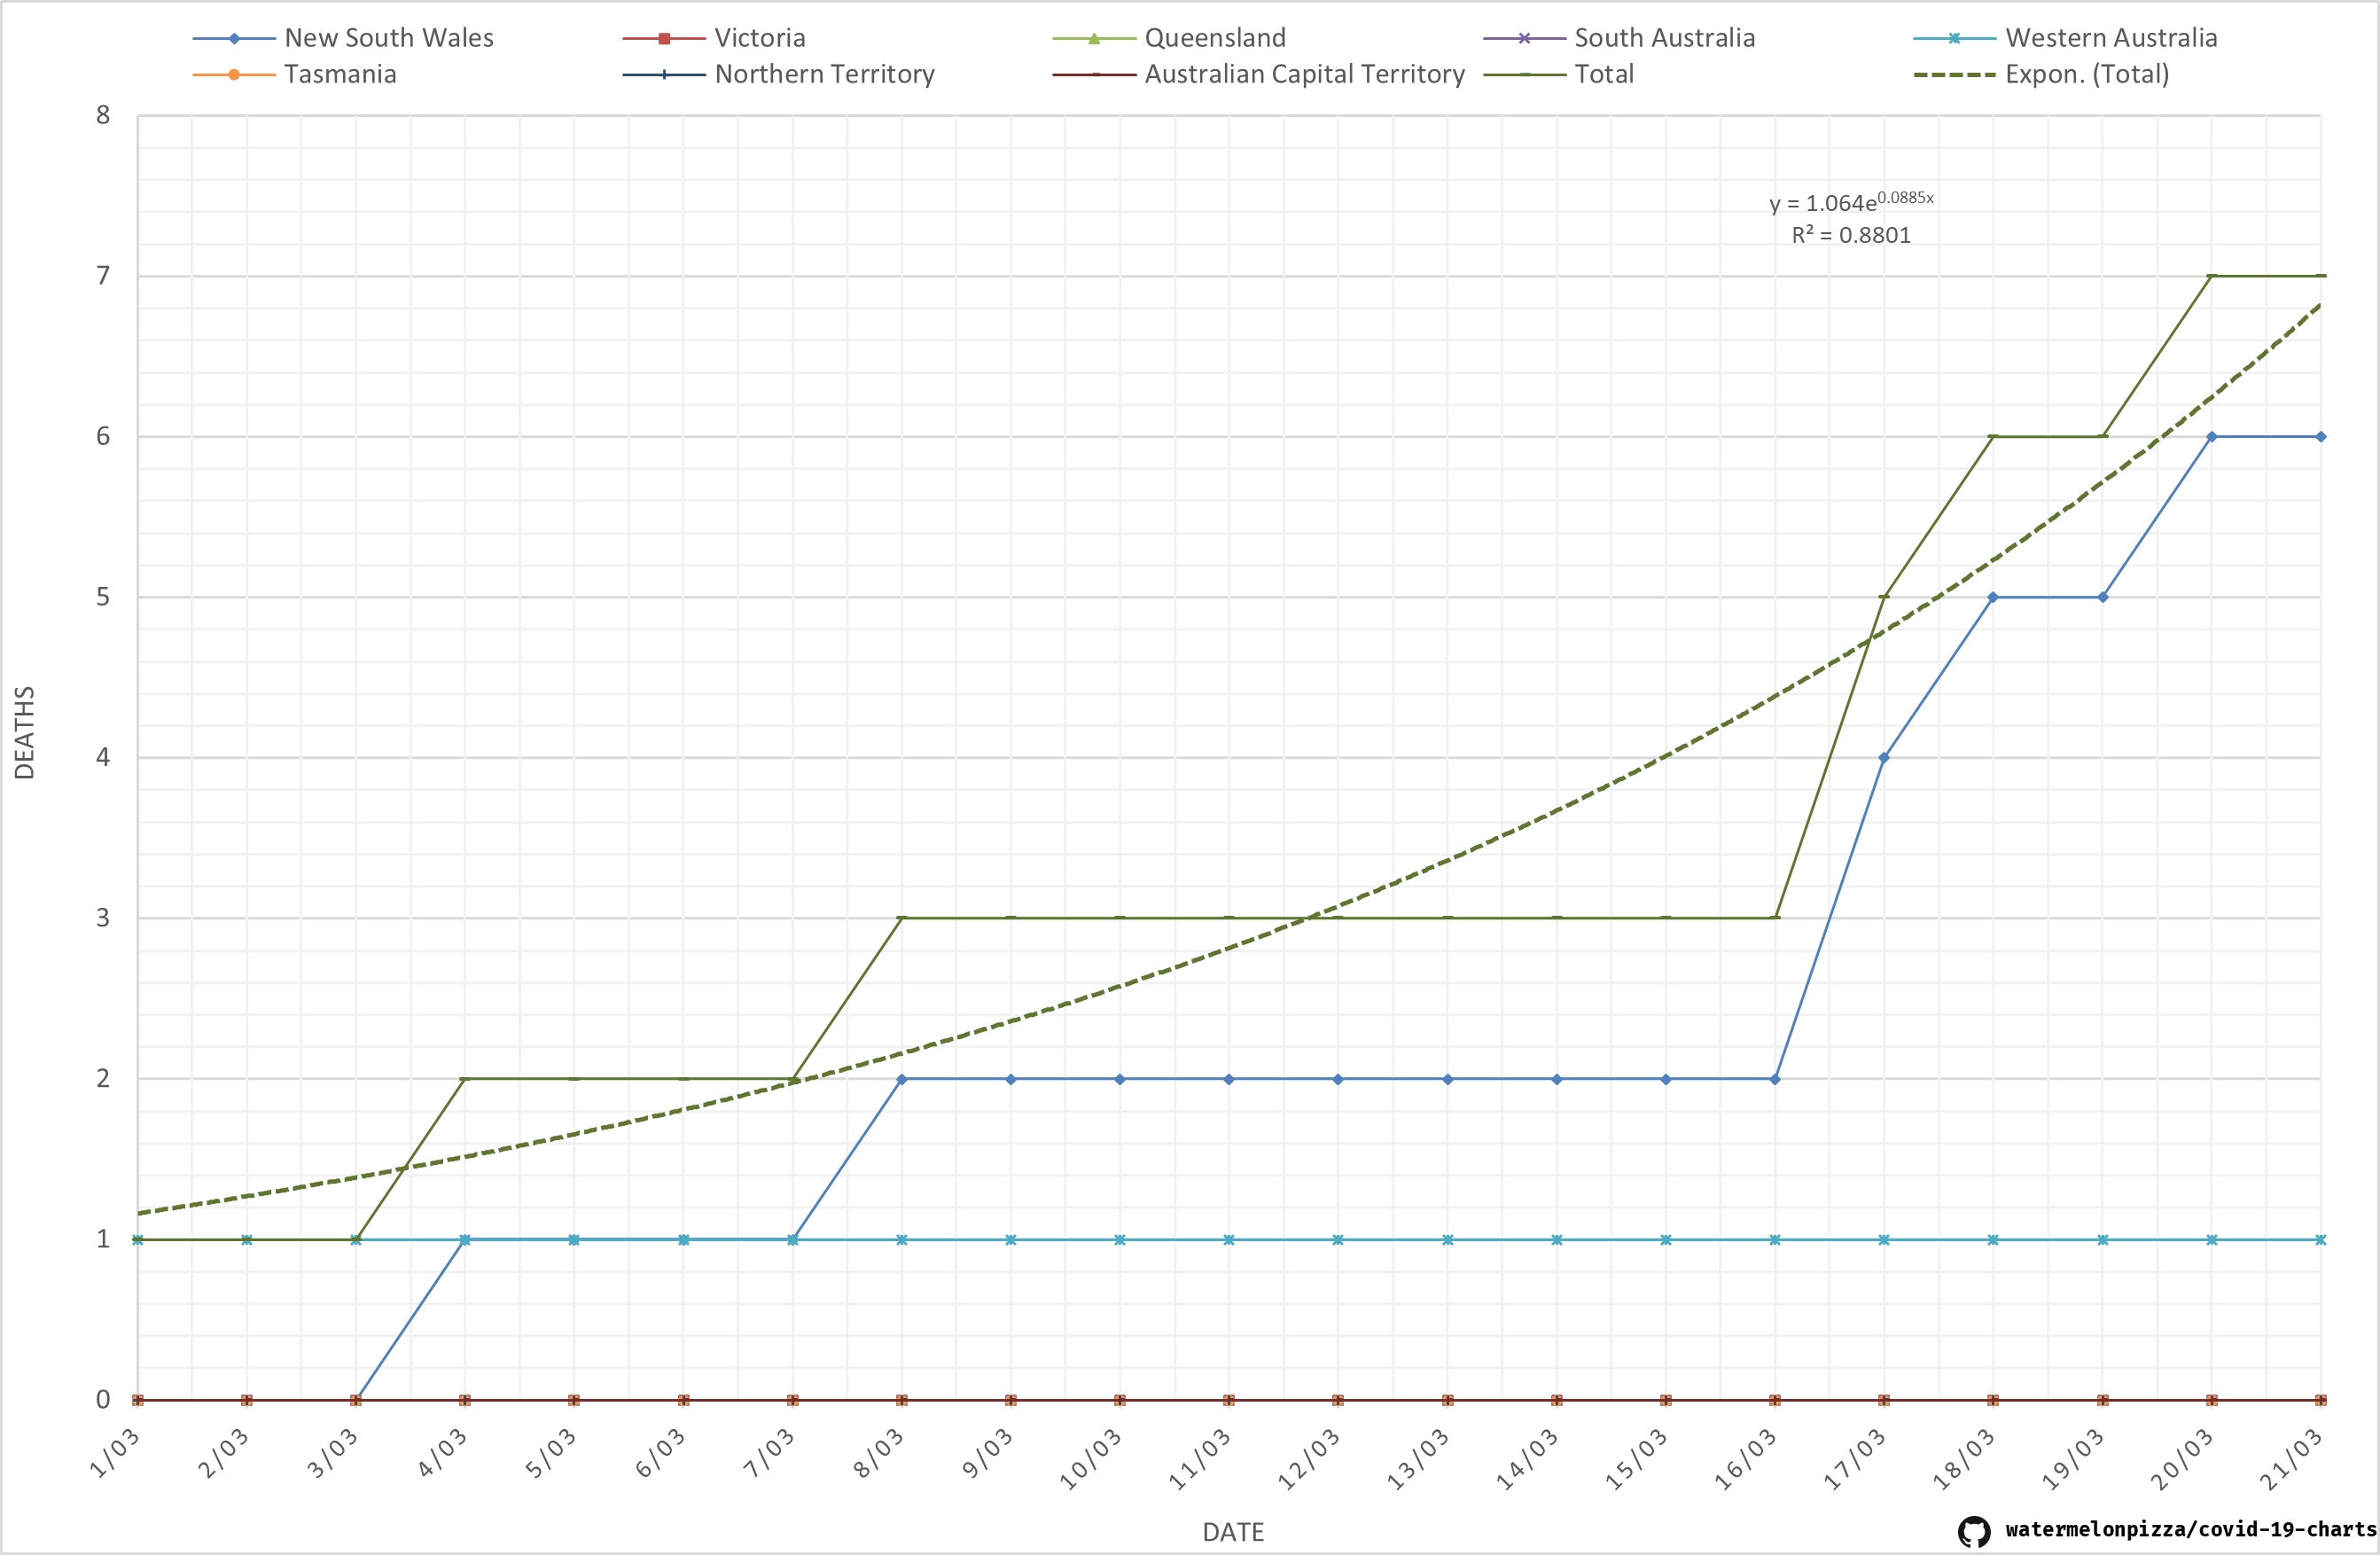 New South Wales Victoria Queensland South Australia Western Australia
Tasmania Northern Territory Australian Capital Territory Total Expon. (Total)
8
y = 1.064e^0.0885x
R² = 0.8801
7
6
5
DEATHS
4
3
2
1
0
1/03 2/03 3/03 4/03 5/03 6/03 7/03 8/03 9/03 10/03 11/03 12/03 13/03 14/03 15/03 16/03 17/03 18/03 19/03 20/03 21/03
DATE
watermelonpizza/covid-19-charts